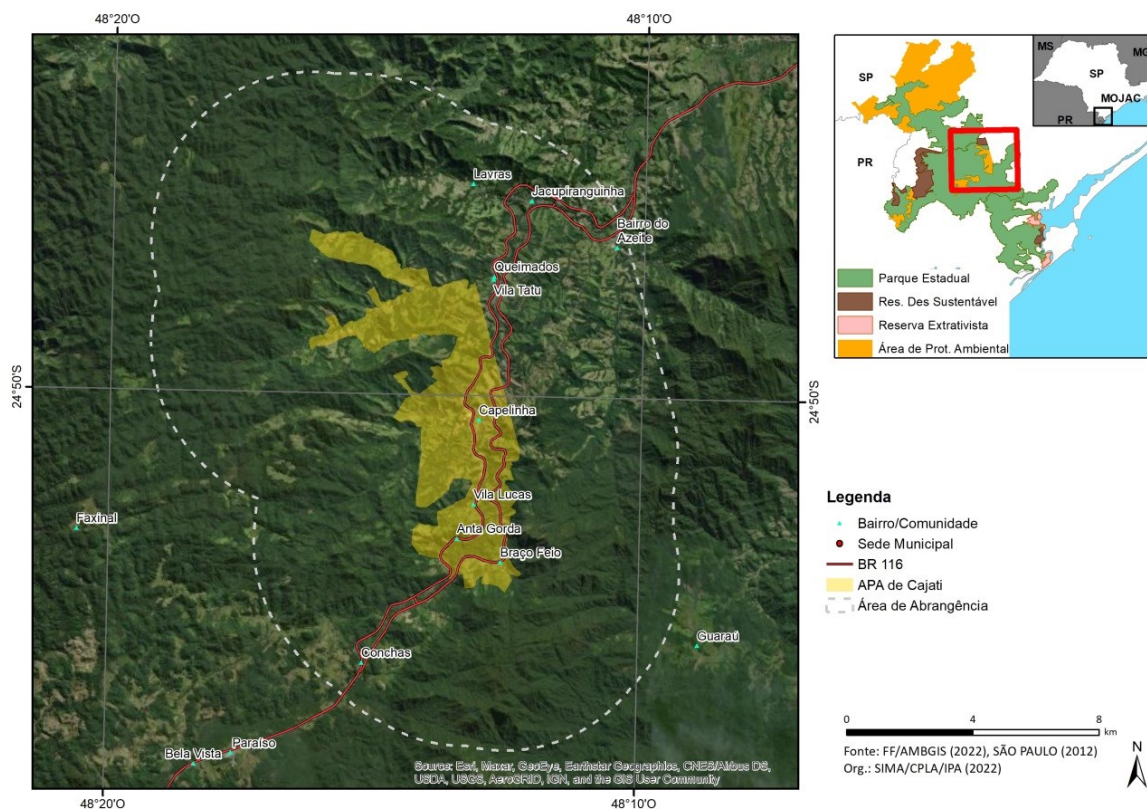 48°20'O
48°10'O
24°50'S
24°50'S
Lavras
Jacupiranguinha
Bairro do
Azeite
Queimados
Vila Tatu
Capelinha
Vila Lucas
Faxinal
Anta Gorda
Braço Feio
Guaraú
Conchas
Paraíso
Bela Vista
Source: Esri, Maxar, GeoEye, Earthstar Geographics, CNES/Airbus DS,
USDA, USGS, AeroGRID, IGN, and the GIS User Community
48°20'O
48°10'O
MS
MG
SP
MOJAC
PR
SP
PR
Parque Estadual
Res. Des Sustentável
Reserva Extrativista
Área de Prot. Ambiental
Legenda
Bairro/Comunidade
Sede Municipal
BR 116
APA de Cajati
Área de Abrangência
0 4 8
km
Fonte: FF/AMBGIS (2022), SÃO PAULO (2012)
Org.: SIMA/CPLA/IPA (2022)
N